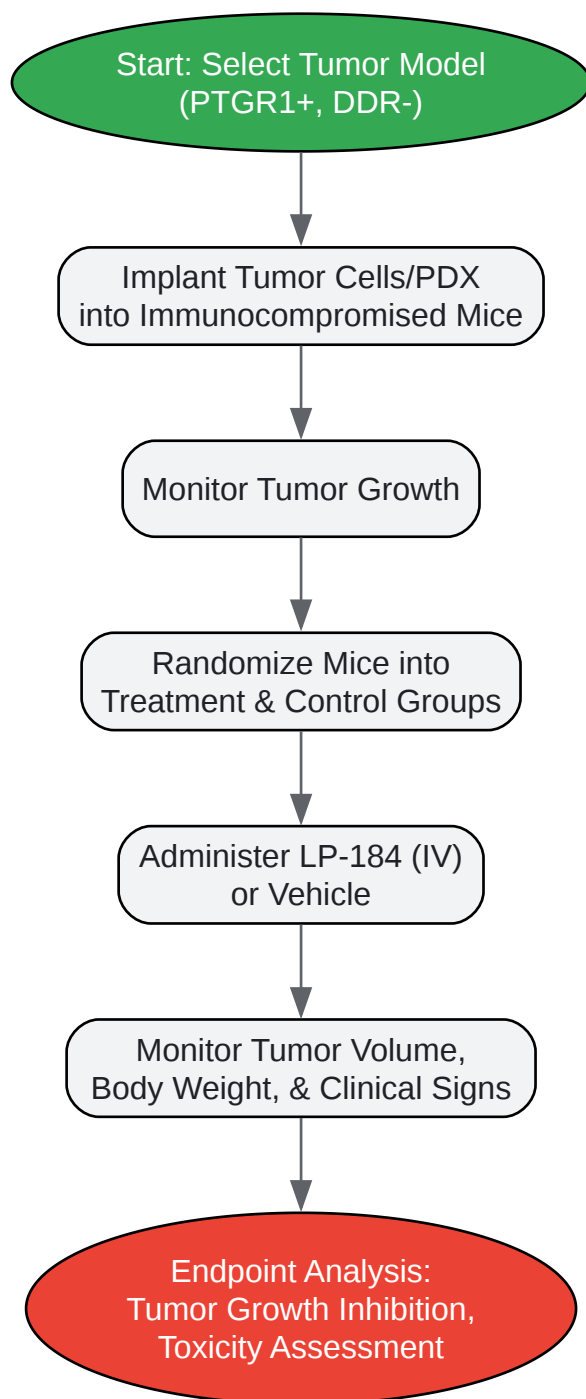 Start: Select Tumor Model
(PTGR1+, DDR-)
Implant Tumor Cells/PDX
into Immunocompromised Mice
Monitor Tumor Growth
Randomize Mice into
Treatment & Control Groups
Administer LP-184 (IV)
or Vehicle
Monitor Tumor Volume,
Body Weight, & Clinical Signs
Endpoint Analysis:
Tumor Growth Inhibition,
Toxicity Assessment